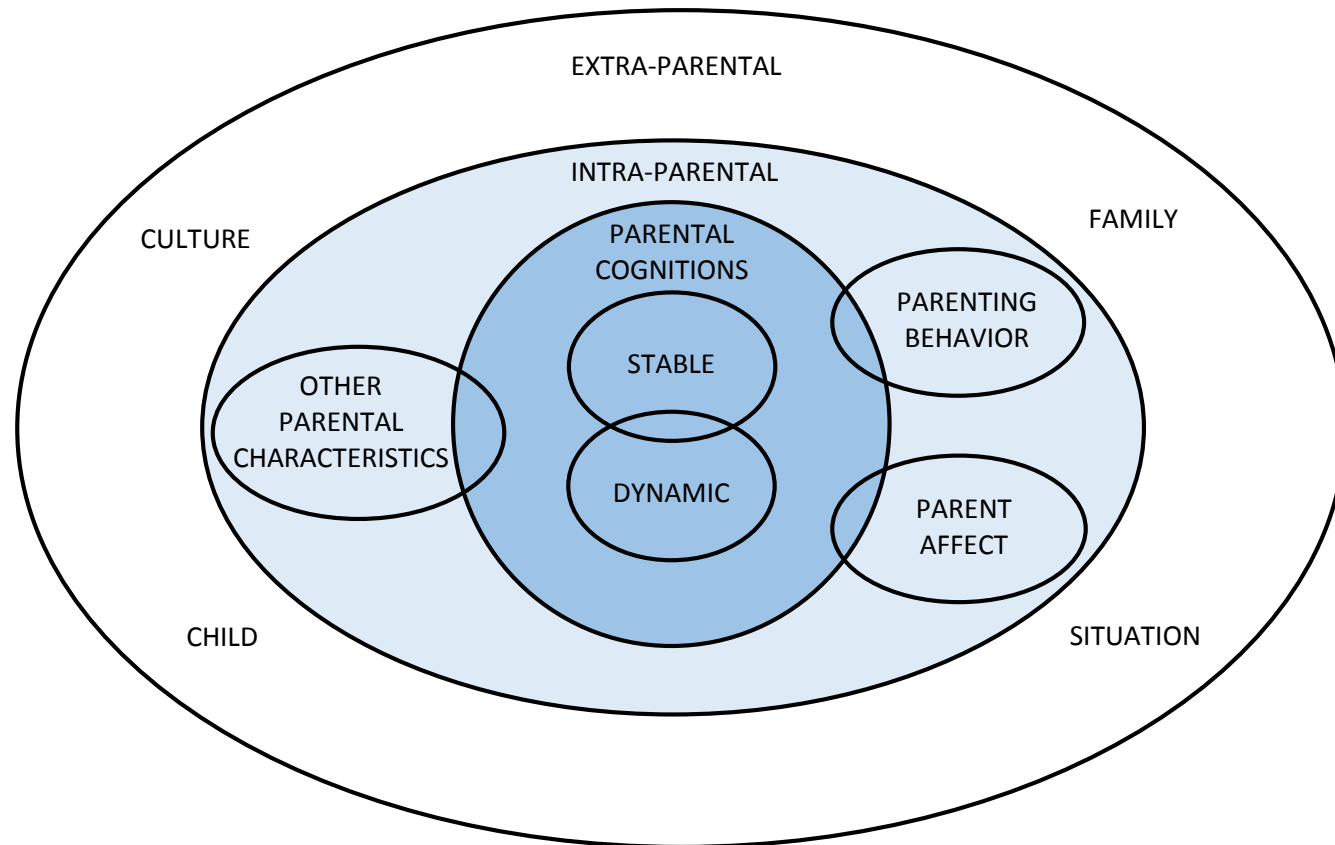 EXTRA-PARENTAL
INTRA-PARENTAL
CULTURE
FAMILY
PARENTAL
COGNITIONS
PARENTING
BEHAVIOR
STABLE
OTHER
PARENTAL
CHARACTERISTICS
DYNAMIC
PARENT
AFFECT
CHILD
SITUATION